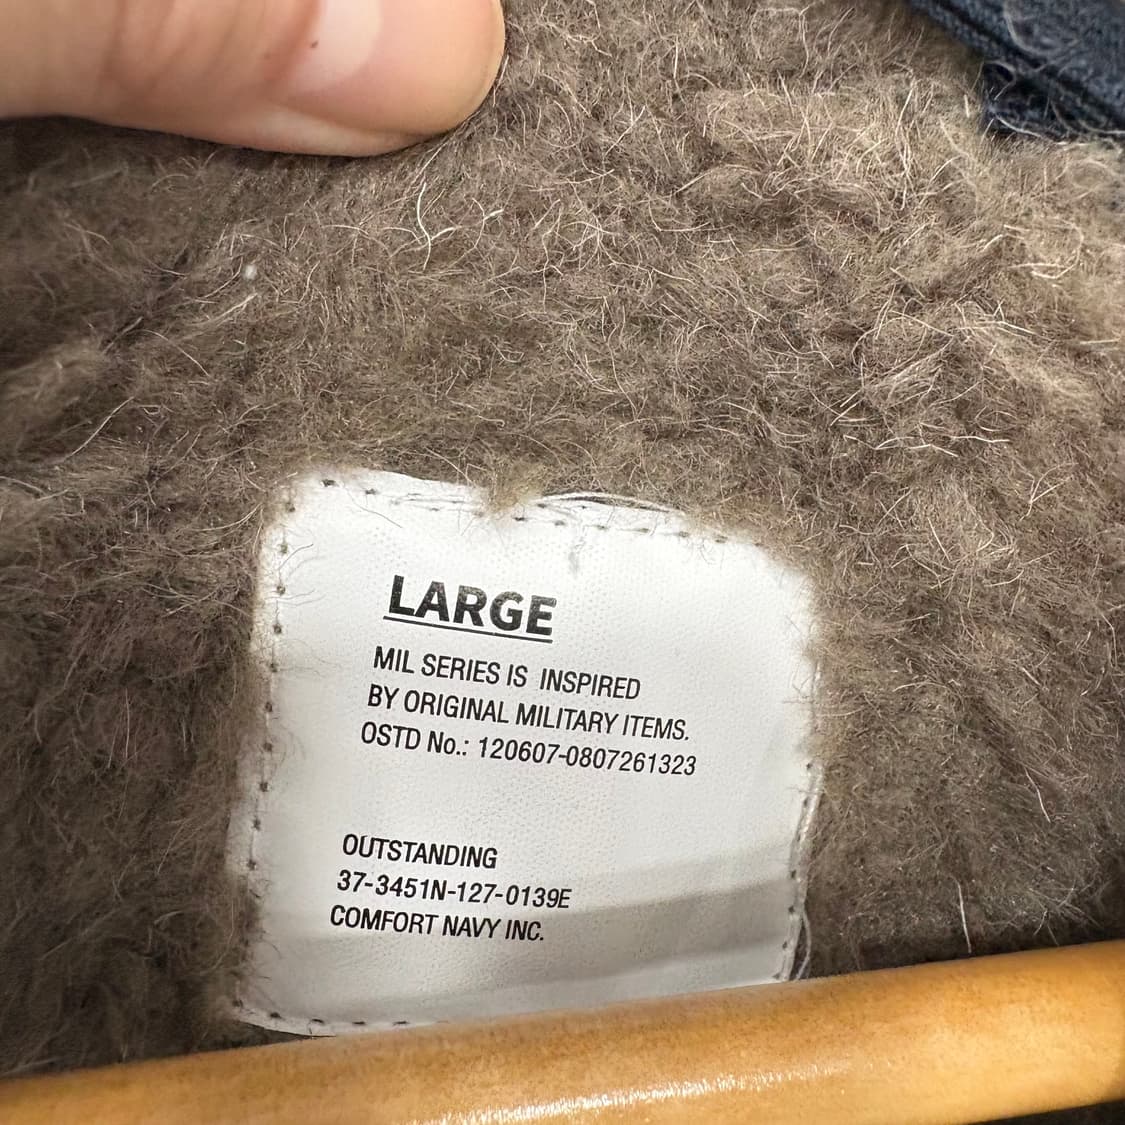 LARGE
MIL SERIES IS INSPIRED
BY ORIGINAL MILITARY ITEMS.
OSTD No.: 120607-0807261323
OUTSTANDING
37-3451N-127-0139E
COMFORT NAVY INC.